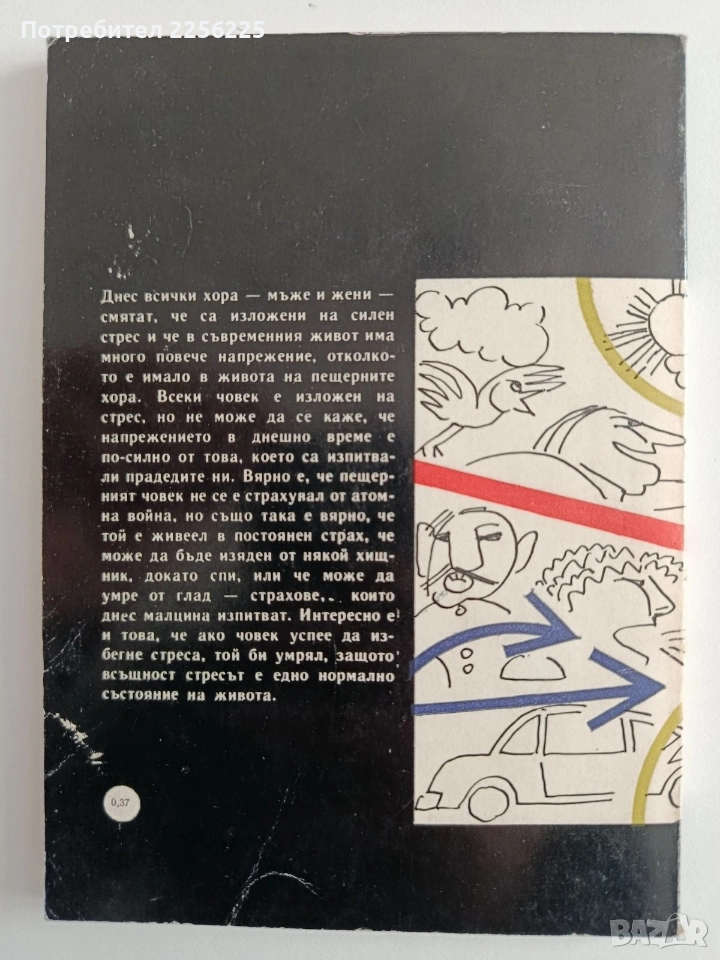 Потребител 2256225
Днес всички хора — мъже и жени —
смятат, че са изложени на силен
стрес и че в съвременния живот има
много повече напрежение, отколко-
то е имало в живота на пещерните
хора. Всеки човек е изложен на
стрес, но не може да се каже, че
напрежението в днешно време е
по-силно от това, което са изпитва-
ли прадедите ни. Вярно е, че пещер-
ният човек не се е страхувал от атом-
на война, но също така е вярно, че
той е живеел в постоянен страх, че
може да бъде изяден от някой хищ-
ник, докато спи, или че може да
умре от глад — страхове, които
днес малцина изпитват. Интересно е
и това, че ако човек успее да из-
бегне стреса, той би умрял, защото
всъщност стресът е едно нормално
състояние на живота.
0,37
BAZAR